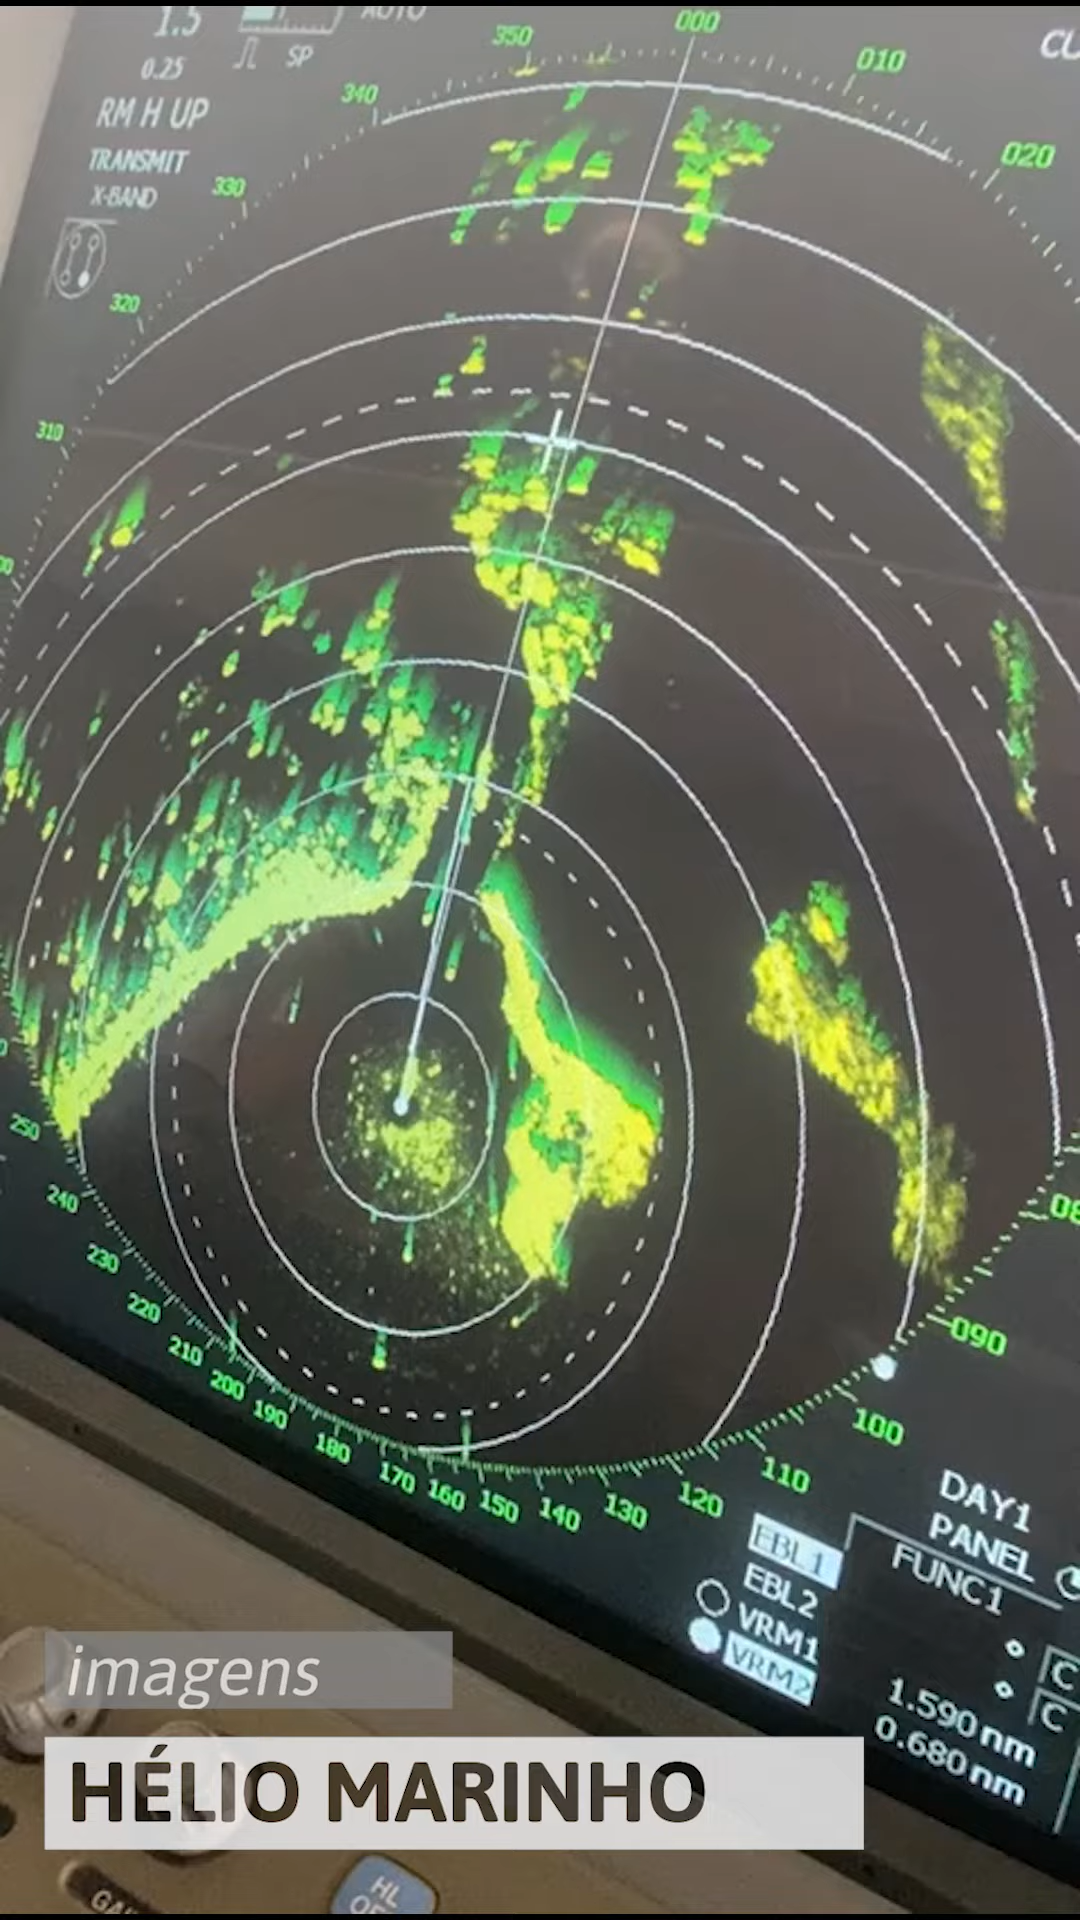 1.5
AUTO
0.25
SP
RM H UP
TRANSMIT
X-BAND
000
350
010
340
020
330
320
310
250
240
230
220
210
200
190
180
170
160
150
140
130
120
110
100
090
DAY1
PANEL
FUNC1
EBL1
EBL2
VRM1
VRM2
1.590 nm
0.680 nm
imagens
HÉLIO MARINHO
HL